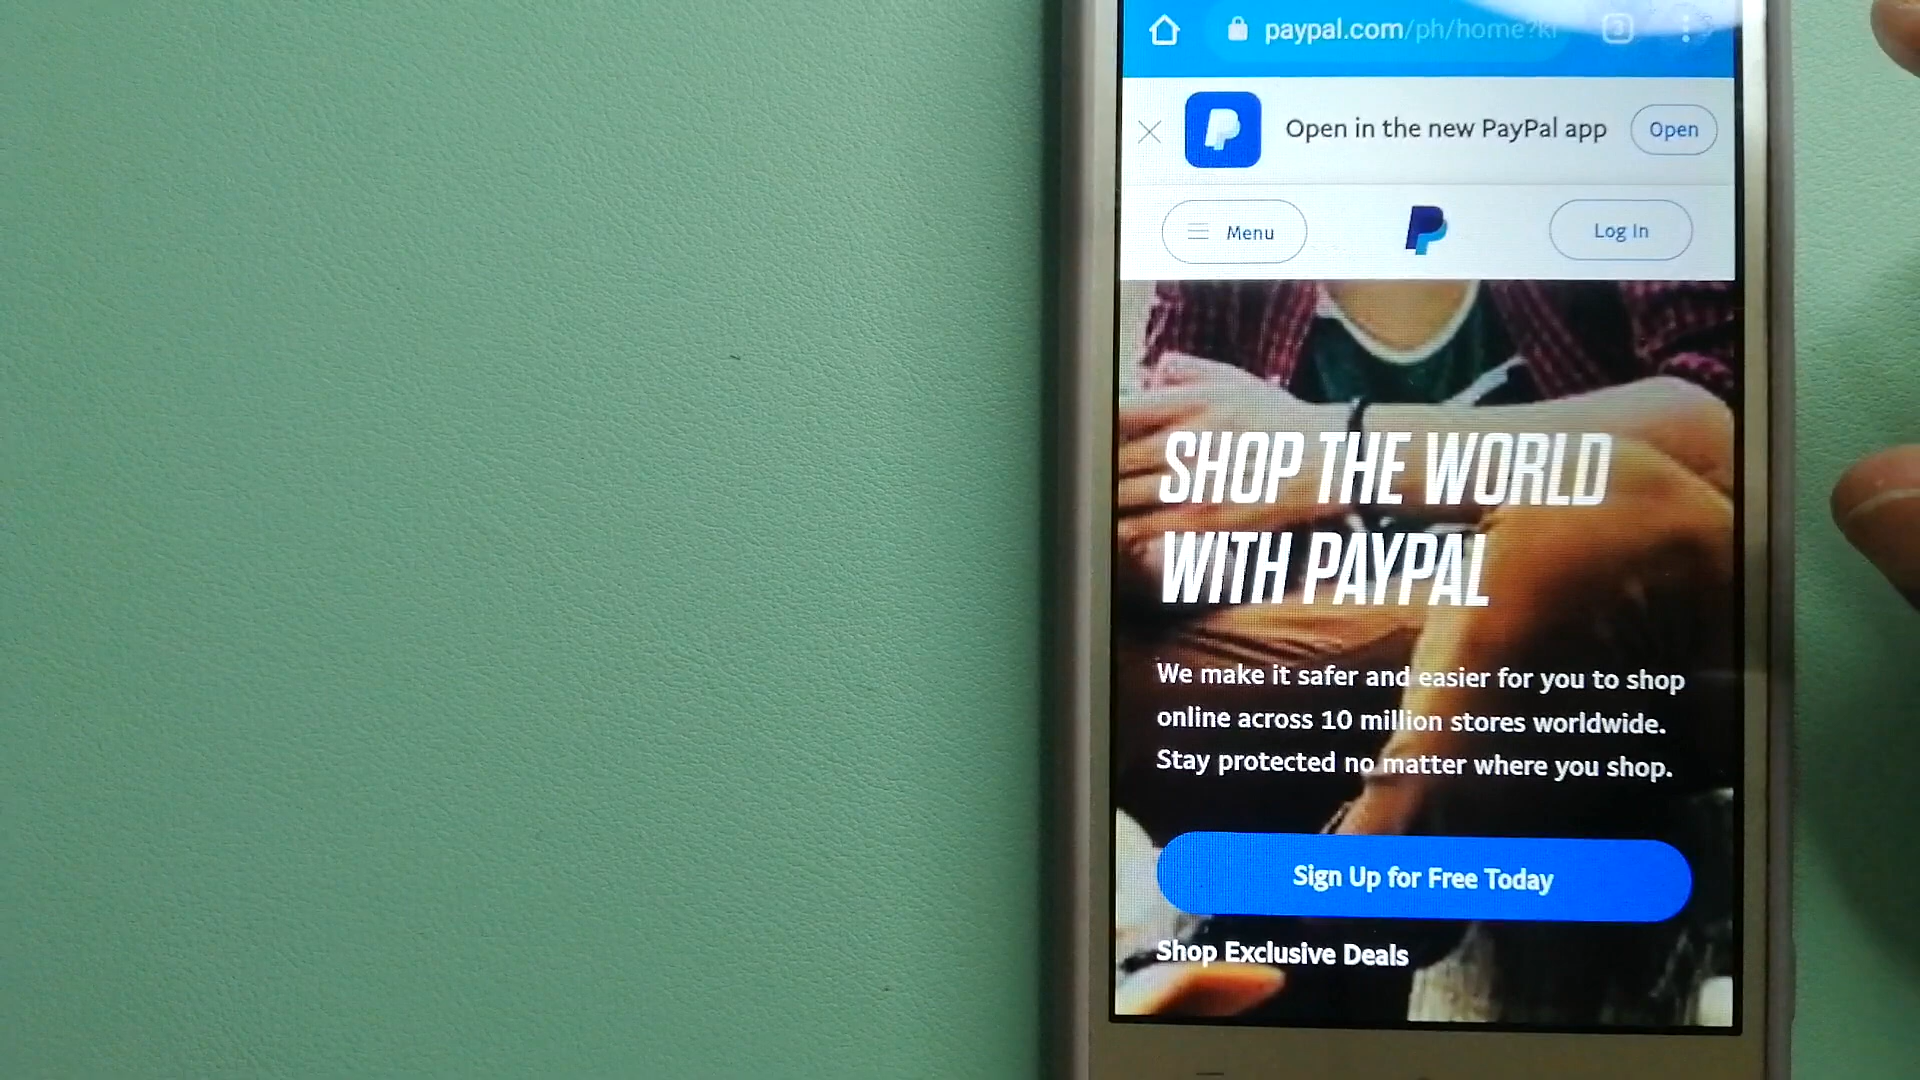 paypal.com/ph/home?k
3
Open in the new PayPal app
Open
Menu
Log In
SHOP THE WORLD
WITH PAYPAL
We make it safer and easier for you to shop
online across 10 million stores worldwide.
Stay protected no matter where you shop.
Sign Up for Free Today
Shop Exclusive Deals